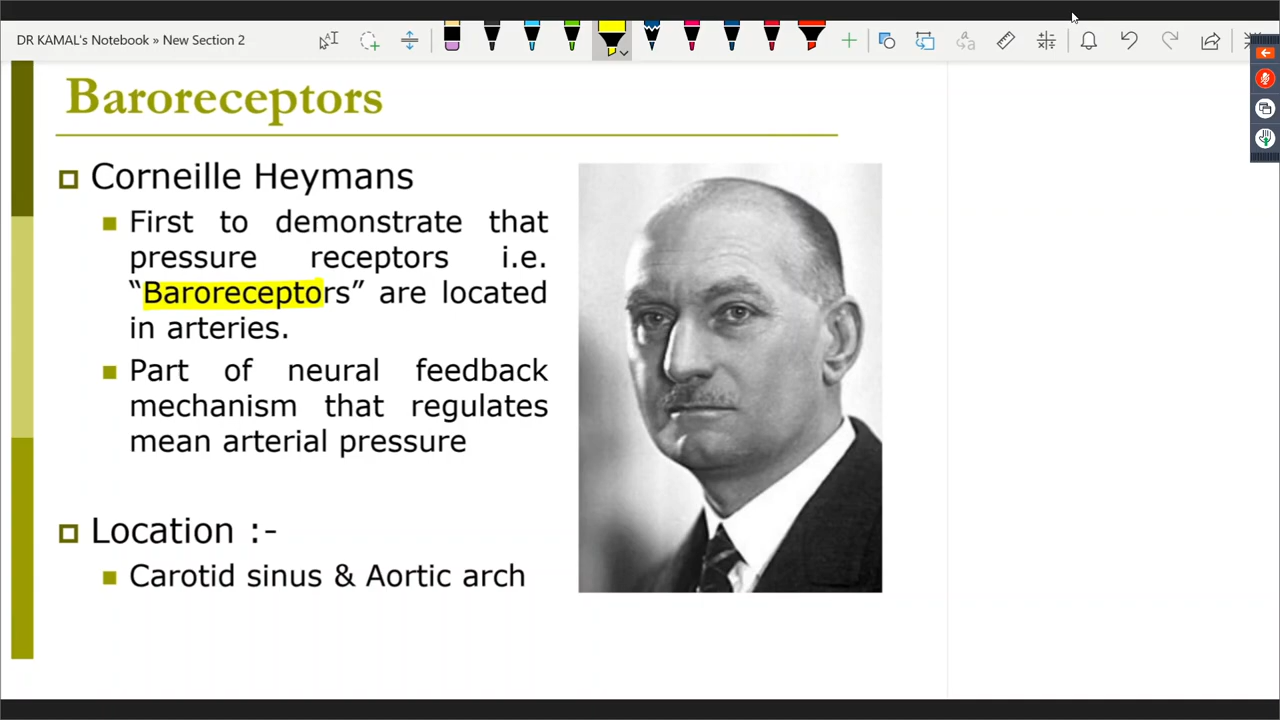 DR KAMAL's Notebook » New Section 2
Baroreceptors
Corneille Heymans
First to demonstrate that
pressure receptors i.e.
“Baroreceptors” are located
in arteries.
Part of neural feedback
mechanism that regulates
mean arterial pressure
Location :-
Carotid sinus & Aortic arch